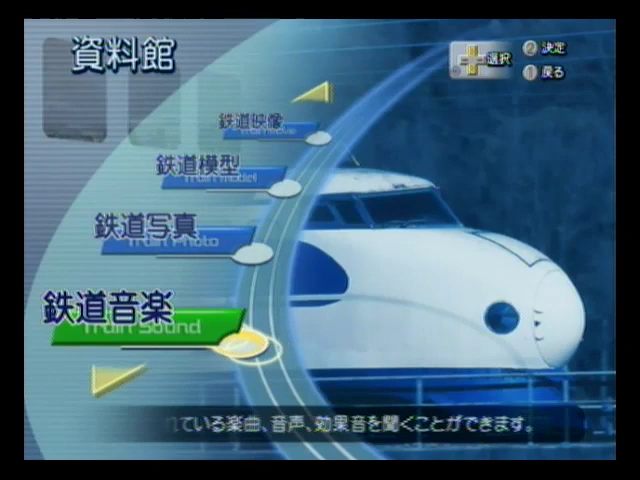 資料館
選択 2 決定
1 戻る
鉄道映像
鉄道模型
Train Model
鉄道写真
Train Photo
鉄道音楽
Train Sound
れている楽曲、音声、効果音を聞くことができます。